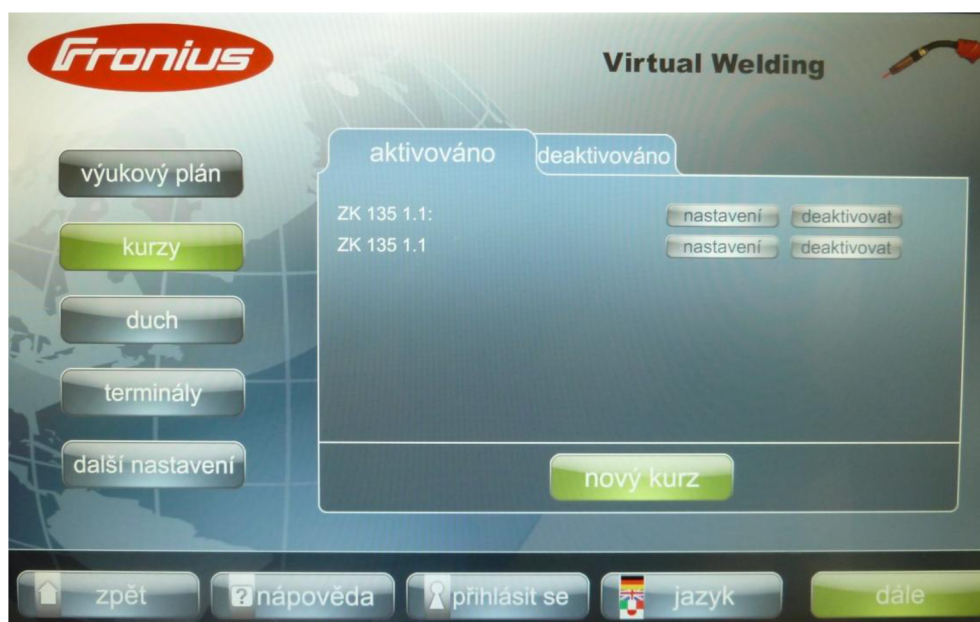 Fronius
Virtual Welding
aktivováno deaktivováno
výukový plán
ZK 135 1.1: nastavení deaktivovat
ZK 135 1.1 nastavení deaktivovat
kurzy
duch
terminály
další nastavení
nový kurz
zpět ? nápověda přihlásit se jazyk dále